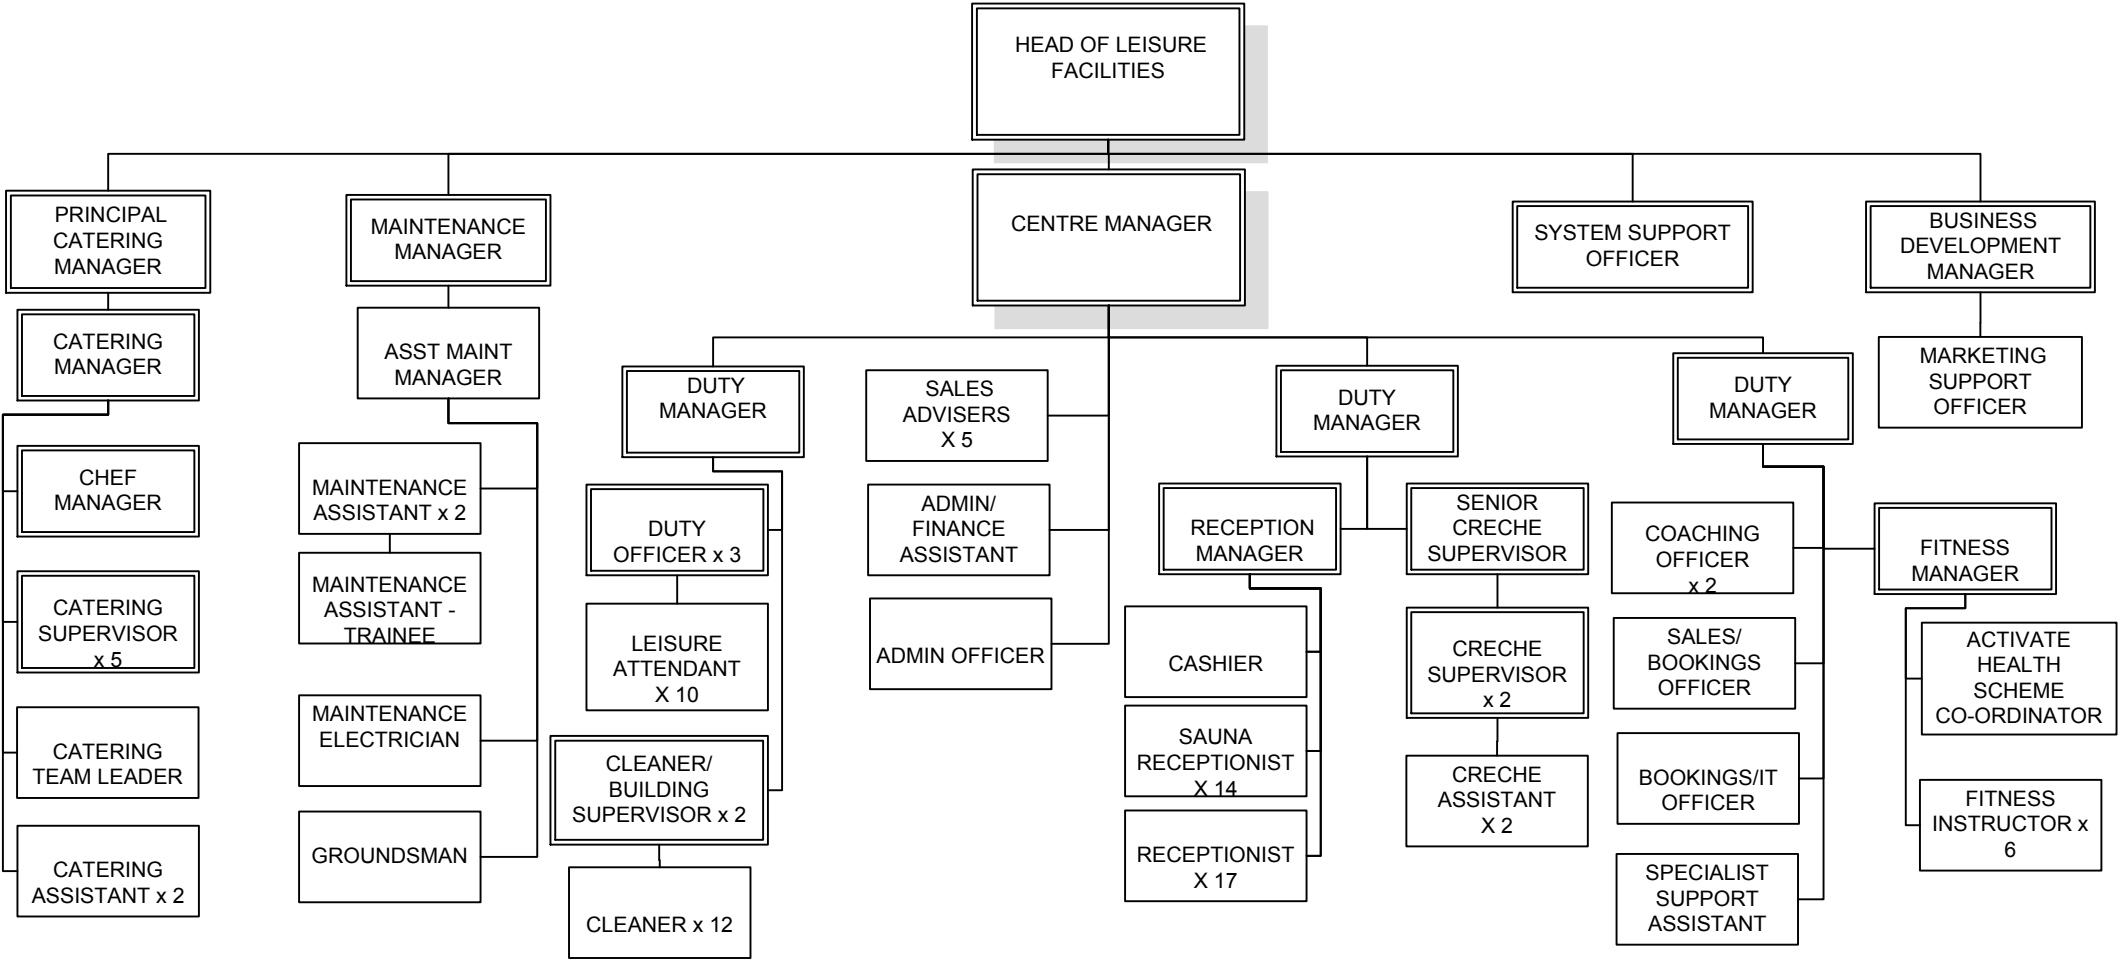 HEAD OF LEISURE
FACILITIES
PRINCIPAL
CATERING
MANAGER
MAINTENANCE
MANAGER
CENTRE MANAGER
SYSTEM SUPPORT
OFFICER
BUSINESS
DEVELOPMENT
MANAGER
CATERING
MANAGER
ASST MAINT
MANAGER
MARKETING
SUPPORT
OFFICER
DUTY
MANAGER
SALES
ADVISERS
X 5
DUTY
MANAGER
DUTY
MANAGER
CHEF
MANAGER
CATERING
SUPERVISOR
x 5
CATERING
TEAM LEADER
CATERING
ASSISTANT x 2
MAINTENANCE
ASSISTANT x 2
MAINTENANCE
ASSISTANT -
TRAINEE
MAINTENANCE
ELECTRICIAN
GROUNDSMAN
DUTY
OFFICER x 3
LEISURE
ATTENDANT
X 10
CLEANER/
BUILDING
SUPERVISOR x 2
CLEANER x 12
ADMIN/
FINANCE
ASSISTANT
ADMIN OFFICER
RECEPTION
MANAGER
CASHIER
SAUNA
RECEPTIONIST
X 14
RECEPTIONIST
X 17
SENIOR
CRECHE
SUPERVISOR
CRECHE
SUPERVISOR
x 2
CRECHE
ASSISTANT
X 2
COACHING
OFFICER
x 2
SALES/
BOOKINGS
OFFICER
BOOKINGS/IT
OFFICER
SPECIALIST
SUPPORT
ASSISTANT
FITNESS
MANAGER
ACTIVATE
HEALTH
SCHEME
CO-ORDINATOR
FITNESS
INSTRUCTOR x
6